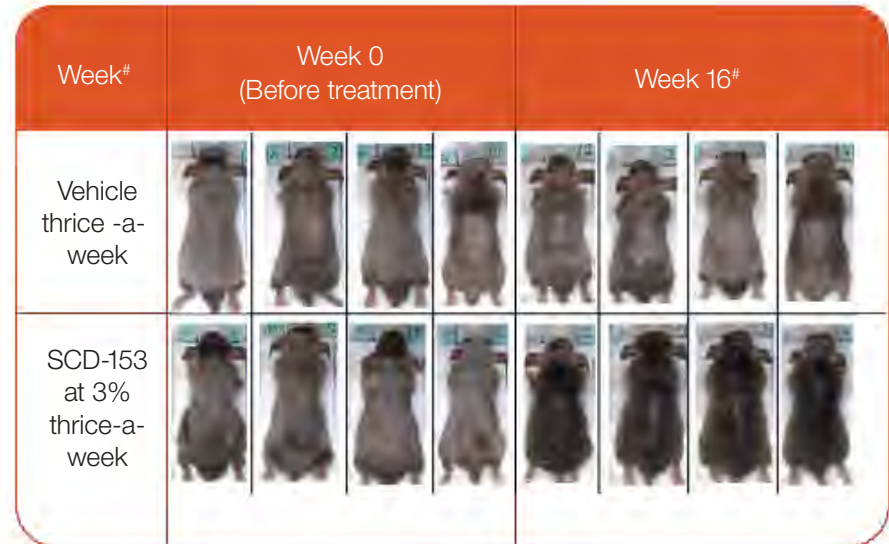 Week#
Week 0
(Before treatment)
Week 16#
Vehicle
thrice -a-
week
SCD-153
at 3%
thrice-a-
week